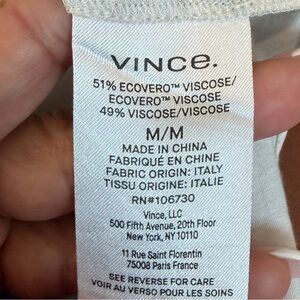 VINCE.
51% ECOVERO™ VISCOSE/
ECOVERO™ VISCOSE
49% VISCOSE/VISCOSE
M/M
MADE IN CHINA
FABRIQUÉ EN CHINE
FABRIC ORIGIN: ITALY
TISSU ORIGINE: ITALIE
RN#106730
Vince, LLC
500 Fifth Avenue, 20th Floor
New York, NY 10110
11 Rue Saint Florentin
75008 Paris France
SEE REVERSE FOR CARE
VOIR AU VERSO POUR LES SOINS